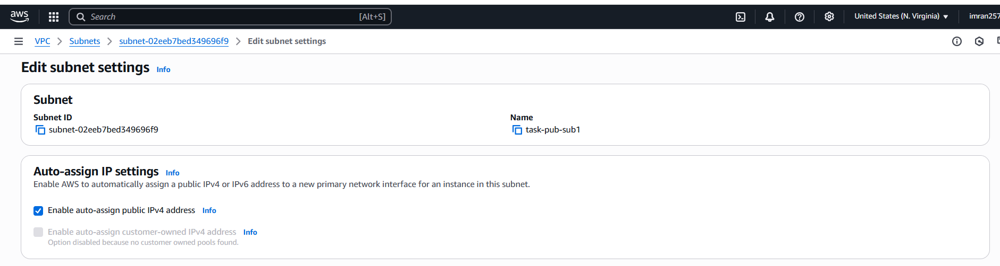 aws Search [Alt+S] United States (N. Virginia) imran257
VPC Subnets subnet-02eeb7bed349696f9 Edit subnet settings
Edit subnet settings Info
Subnet
Subnet ID Name
subnet-02eeb7bed349696f9 task-pub-sub1
Auto-assign IP settings Info
Enable AWS to automatically assign a public IPv4 or IPv6 address to a new primary network interface for an instance in this subnet.
Enable auto-assign public IPv4 address Info
Enable auto-assign customer-owned IPv4 address Info
Option disabled because no customer owned pools found.